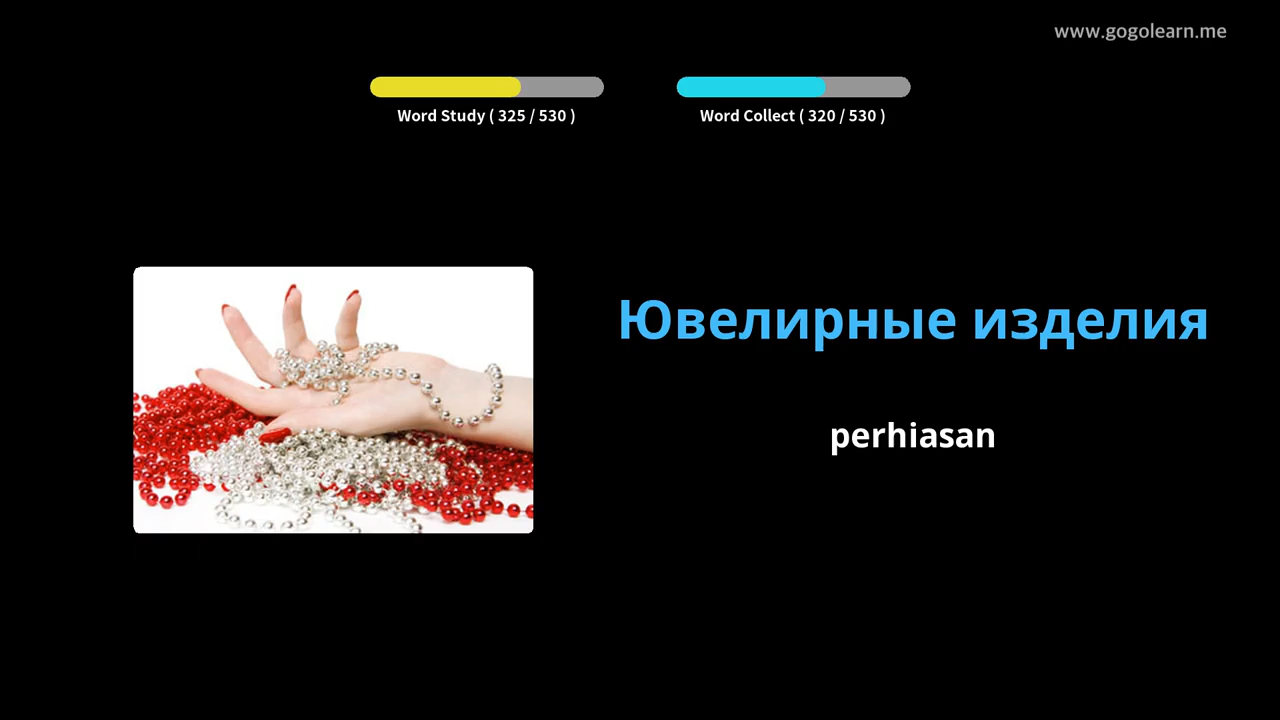 www.gogolearn.me
Word Study ( 325 / 530 )
Word Collect ( 320 / 530 )
Ювелирные изделия
perhiasan